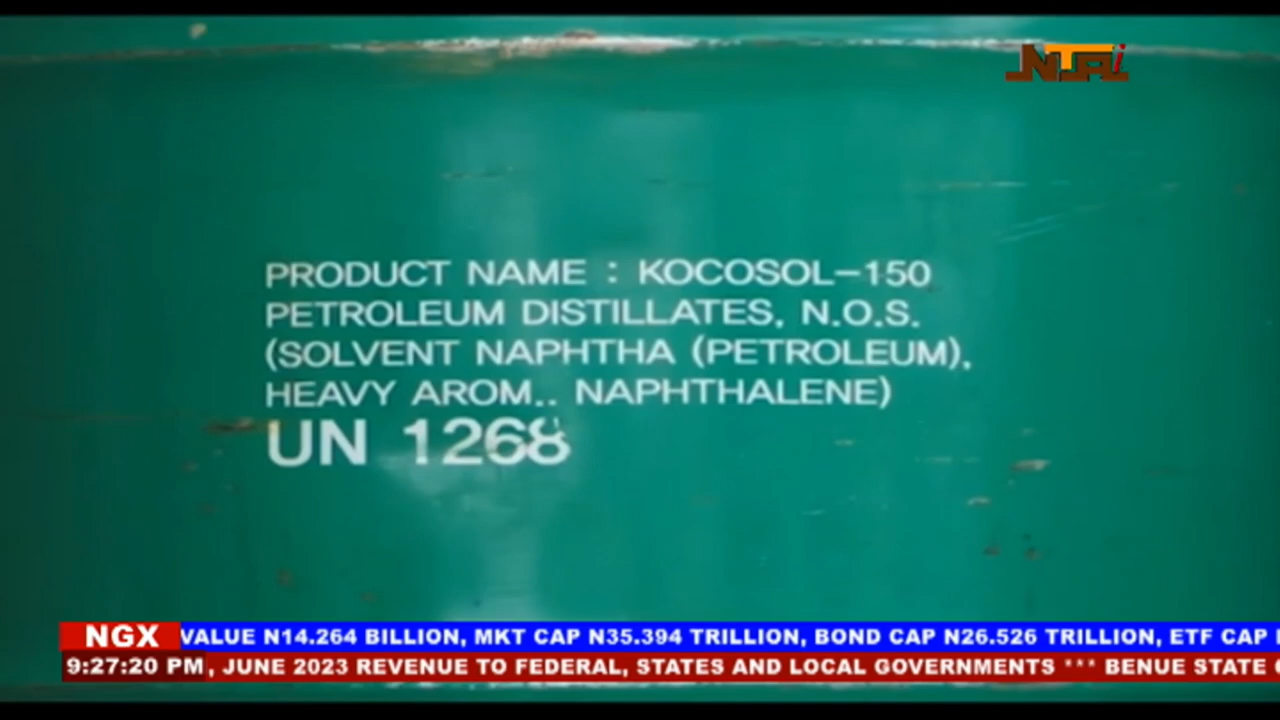 NTAi
PRODUCT NAME : KOCOSOL-150
PETROLEUM DISTILLATES, N.O.S.
(SOLVENT NAPHTHA (PETROLEUM),
HEAVY AROM.. NAPHTHALENE)
UN 1268
NGX VALUE N14.264 BILLION, MKT CAP N35.394 TRILLION, BOND CAP N26.526 TRILLION, ETF CAP
9:27:20 PM , JUNE 2023 REVENUE TO FEDERAL, STATES AND LOCAL GOVERNMENTS *** BENUE STATE